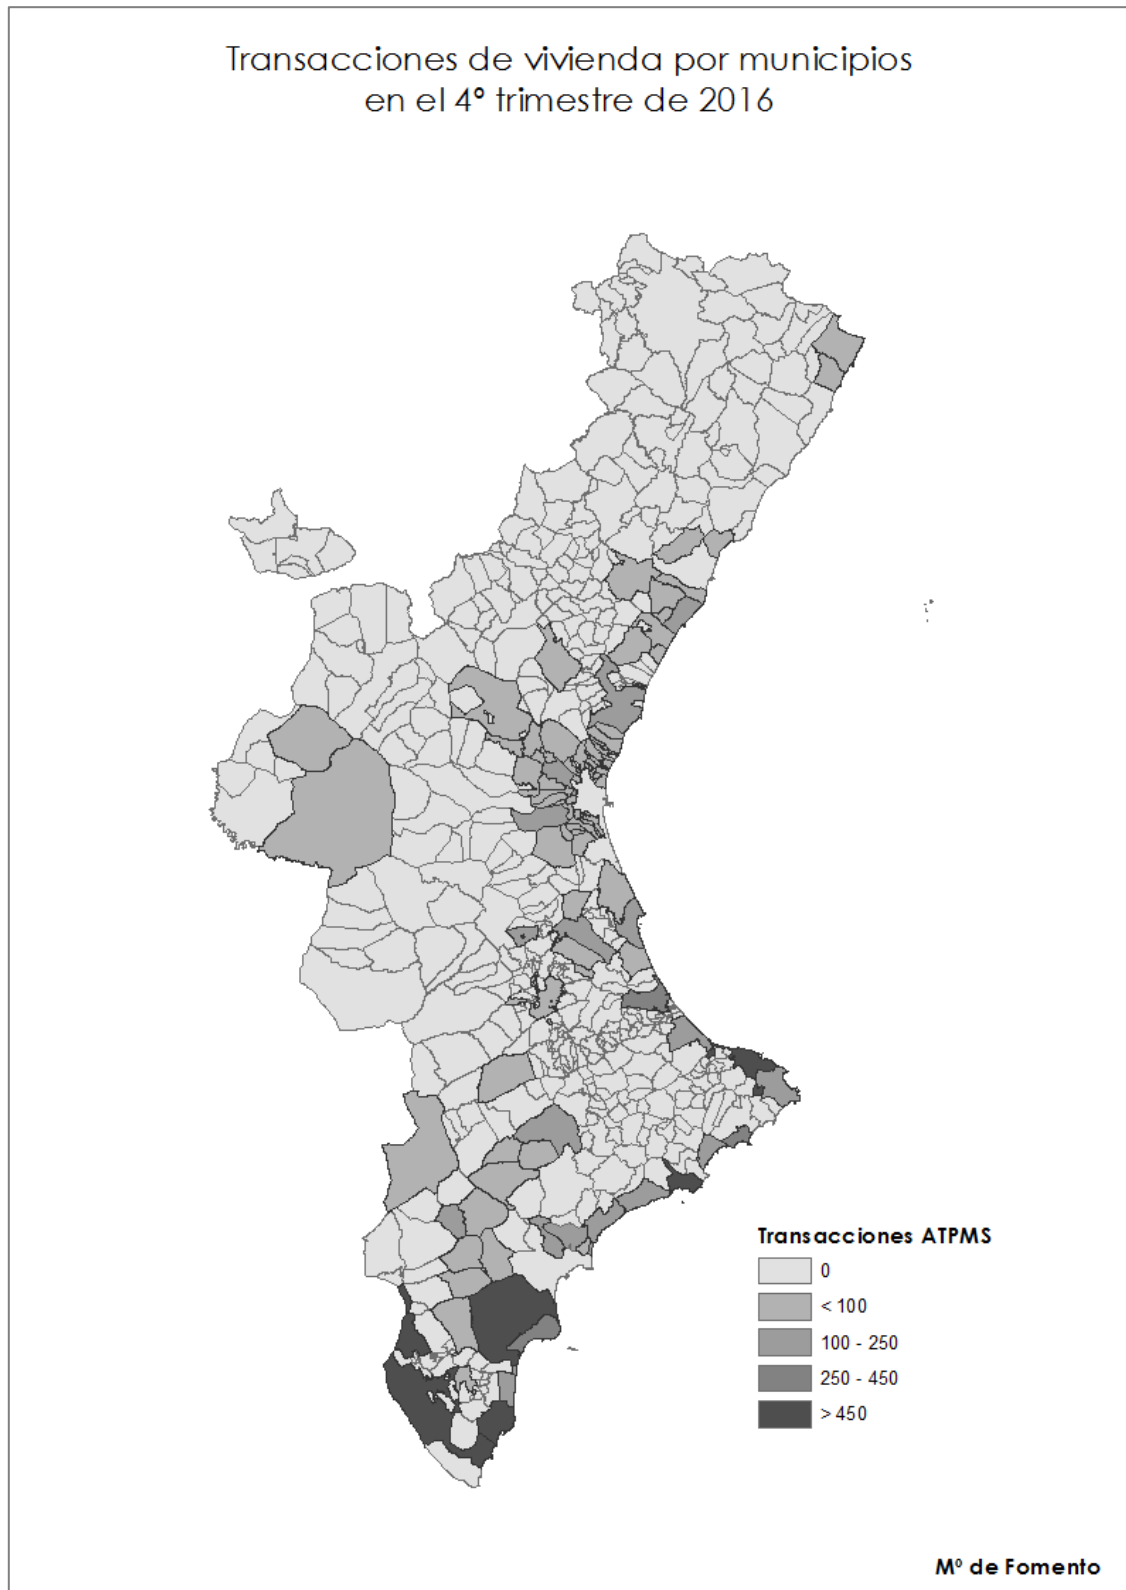 Transacciones de vivienda por municipios
en el 4º trimestre de 2016
Transacciones ATPMS
0
< 100
100 - 250
250 - 450
> 450
Mº de Fomento